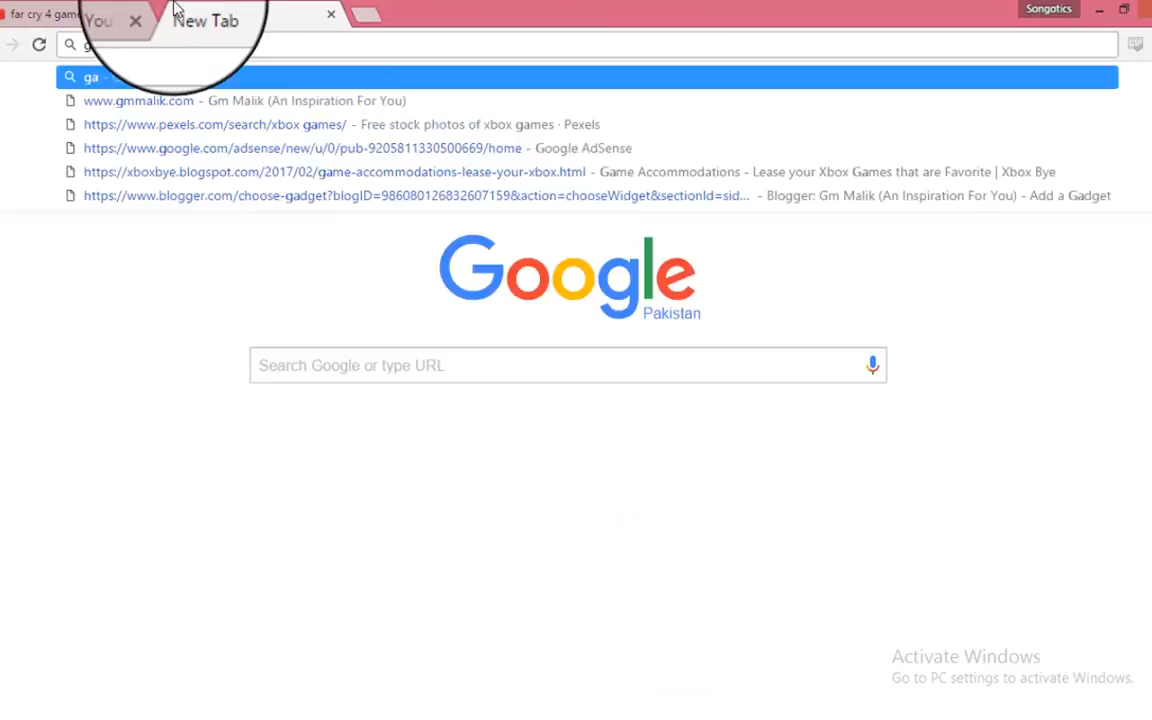 far cry 4 game You New Tab Songotics
ga -
www.gmmalik.com - Gm Malik (An Inspiration For You)
https://www.pexels.com/search/xbox games/ - Free stock photos of xbox games · Pexels
https://www.google.com/adsense/new/u/0/pub-9205811330500669/home - Google AdSense
https://xboxbye.blogspot.com/2017/02/game-accommodations-lease-your-xbox.html - Game Accommodations - Lease your Xbox Games that are Favorite | Xbox Bye
https://www.blogger.com/choose-gadget?blogID=986080126832607159&action=chooseWidget&sectionId=sid... - Blogger: Gm Malik (An Inspiration For You) - Add a Gadget
Google
Pakistan
Search Google or type URL
Activate Windows
Go to PC settings to activate Windows.